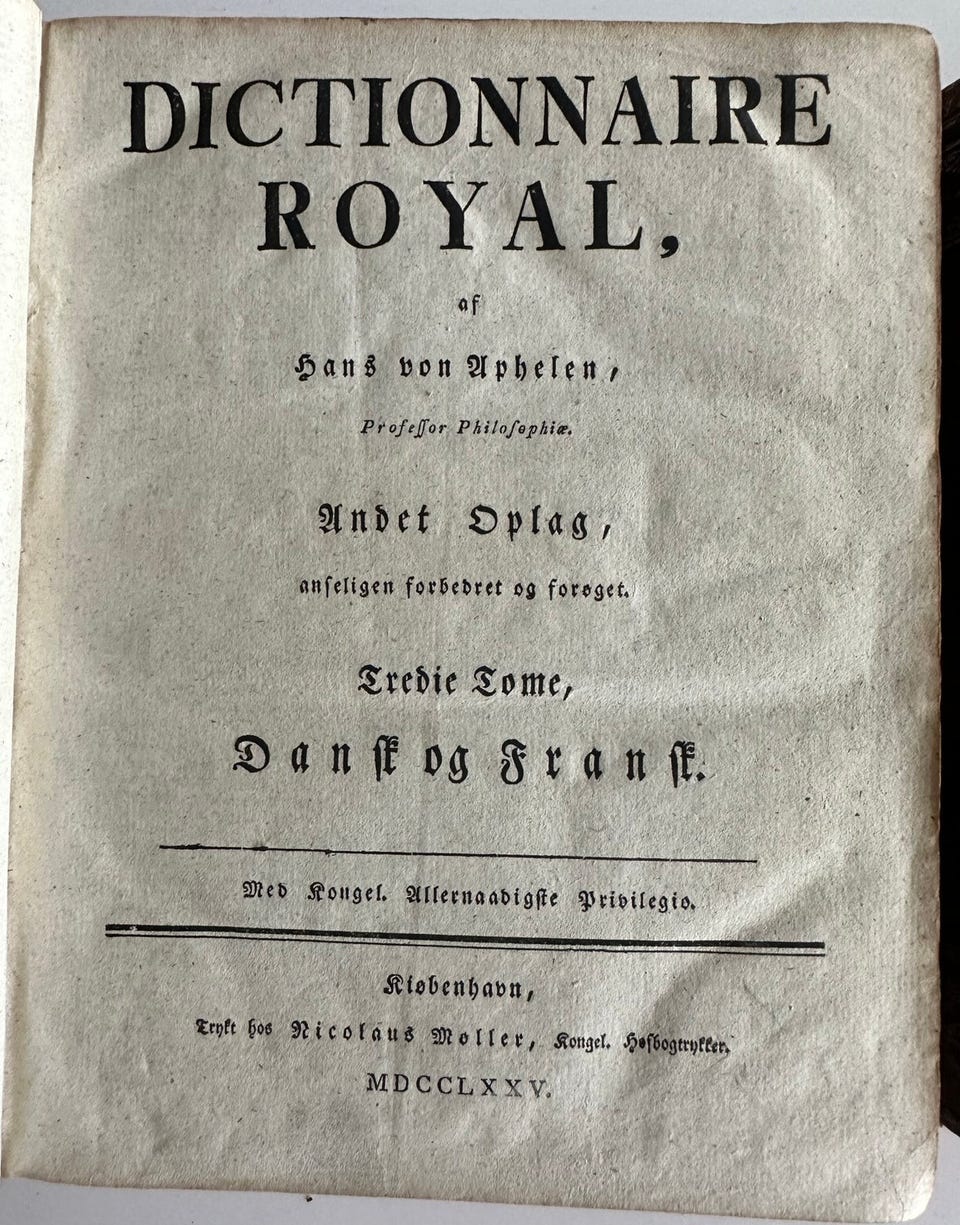 DICTIONNAIRE
ROYAL,
af
Hans von Aphelen,
Profeſſor Philoſophiæ.
Andet Oplag,
anſeligen forbedret og forøget.
Tredie Tome,
Danſk og Franſk.
Med Kongel. Allernaadigſte Privilegio.
Kiøbenhavn,
Trykt hos Nicolaus Møller, Kongel. Hofbogtrykker.
MDCCLXXV.